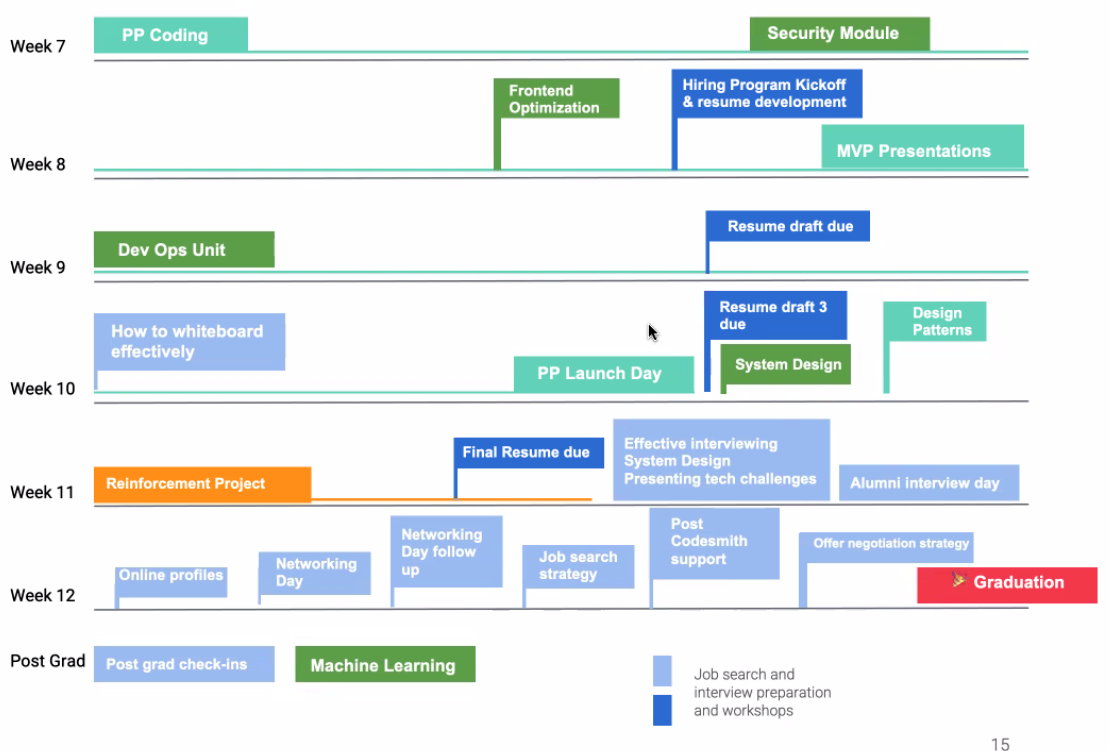 PP Coding
Security Module
Week 7
Frontend
Optimization
Hiring Program Kickoff
& resume development
MVP Presentations
Week 8
Resume draft due
Dev Ops Unit
Week 9
How to whiteboard
effectively
Resume draft 3
due
Design
Patterns
System Design
PP Launch Day
Week 10
Final Resume due
Effective interviewing
System Design
Presenting tech challenges
Reinforcement Project
Alumni interview day
Week 11
Online profiles
Networking
Day
Networking
Day follow
up
Job search
strategy
Post
Codesmith
support
Offer negotiation strategy
🎉 Graduation
Week 12
Post Grad
Post grad check-ins
Machine Learning
Job search and
interview preparation
and workshops
15